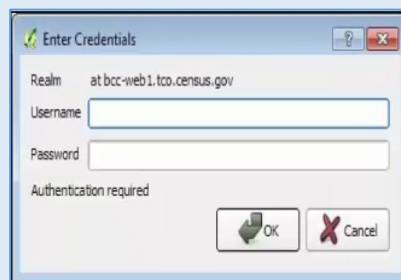 Enter Credentials
Realm at bcc-web1.tco.census.gov
Username
Password
Authentication required
OK Cancel